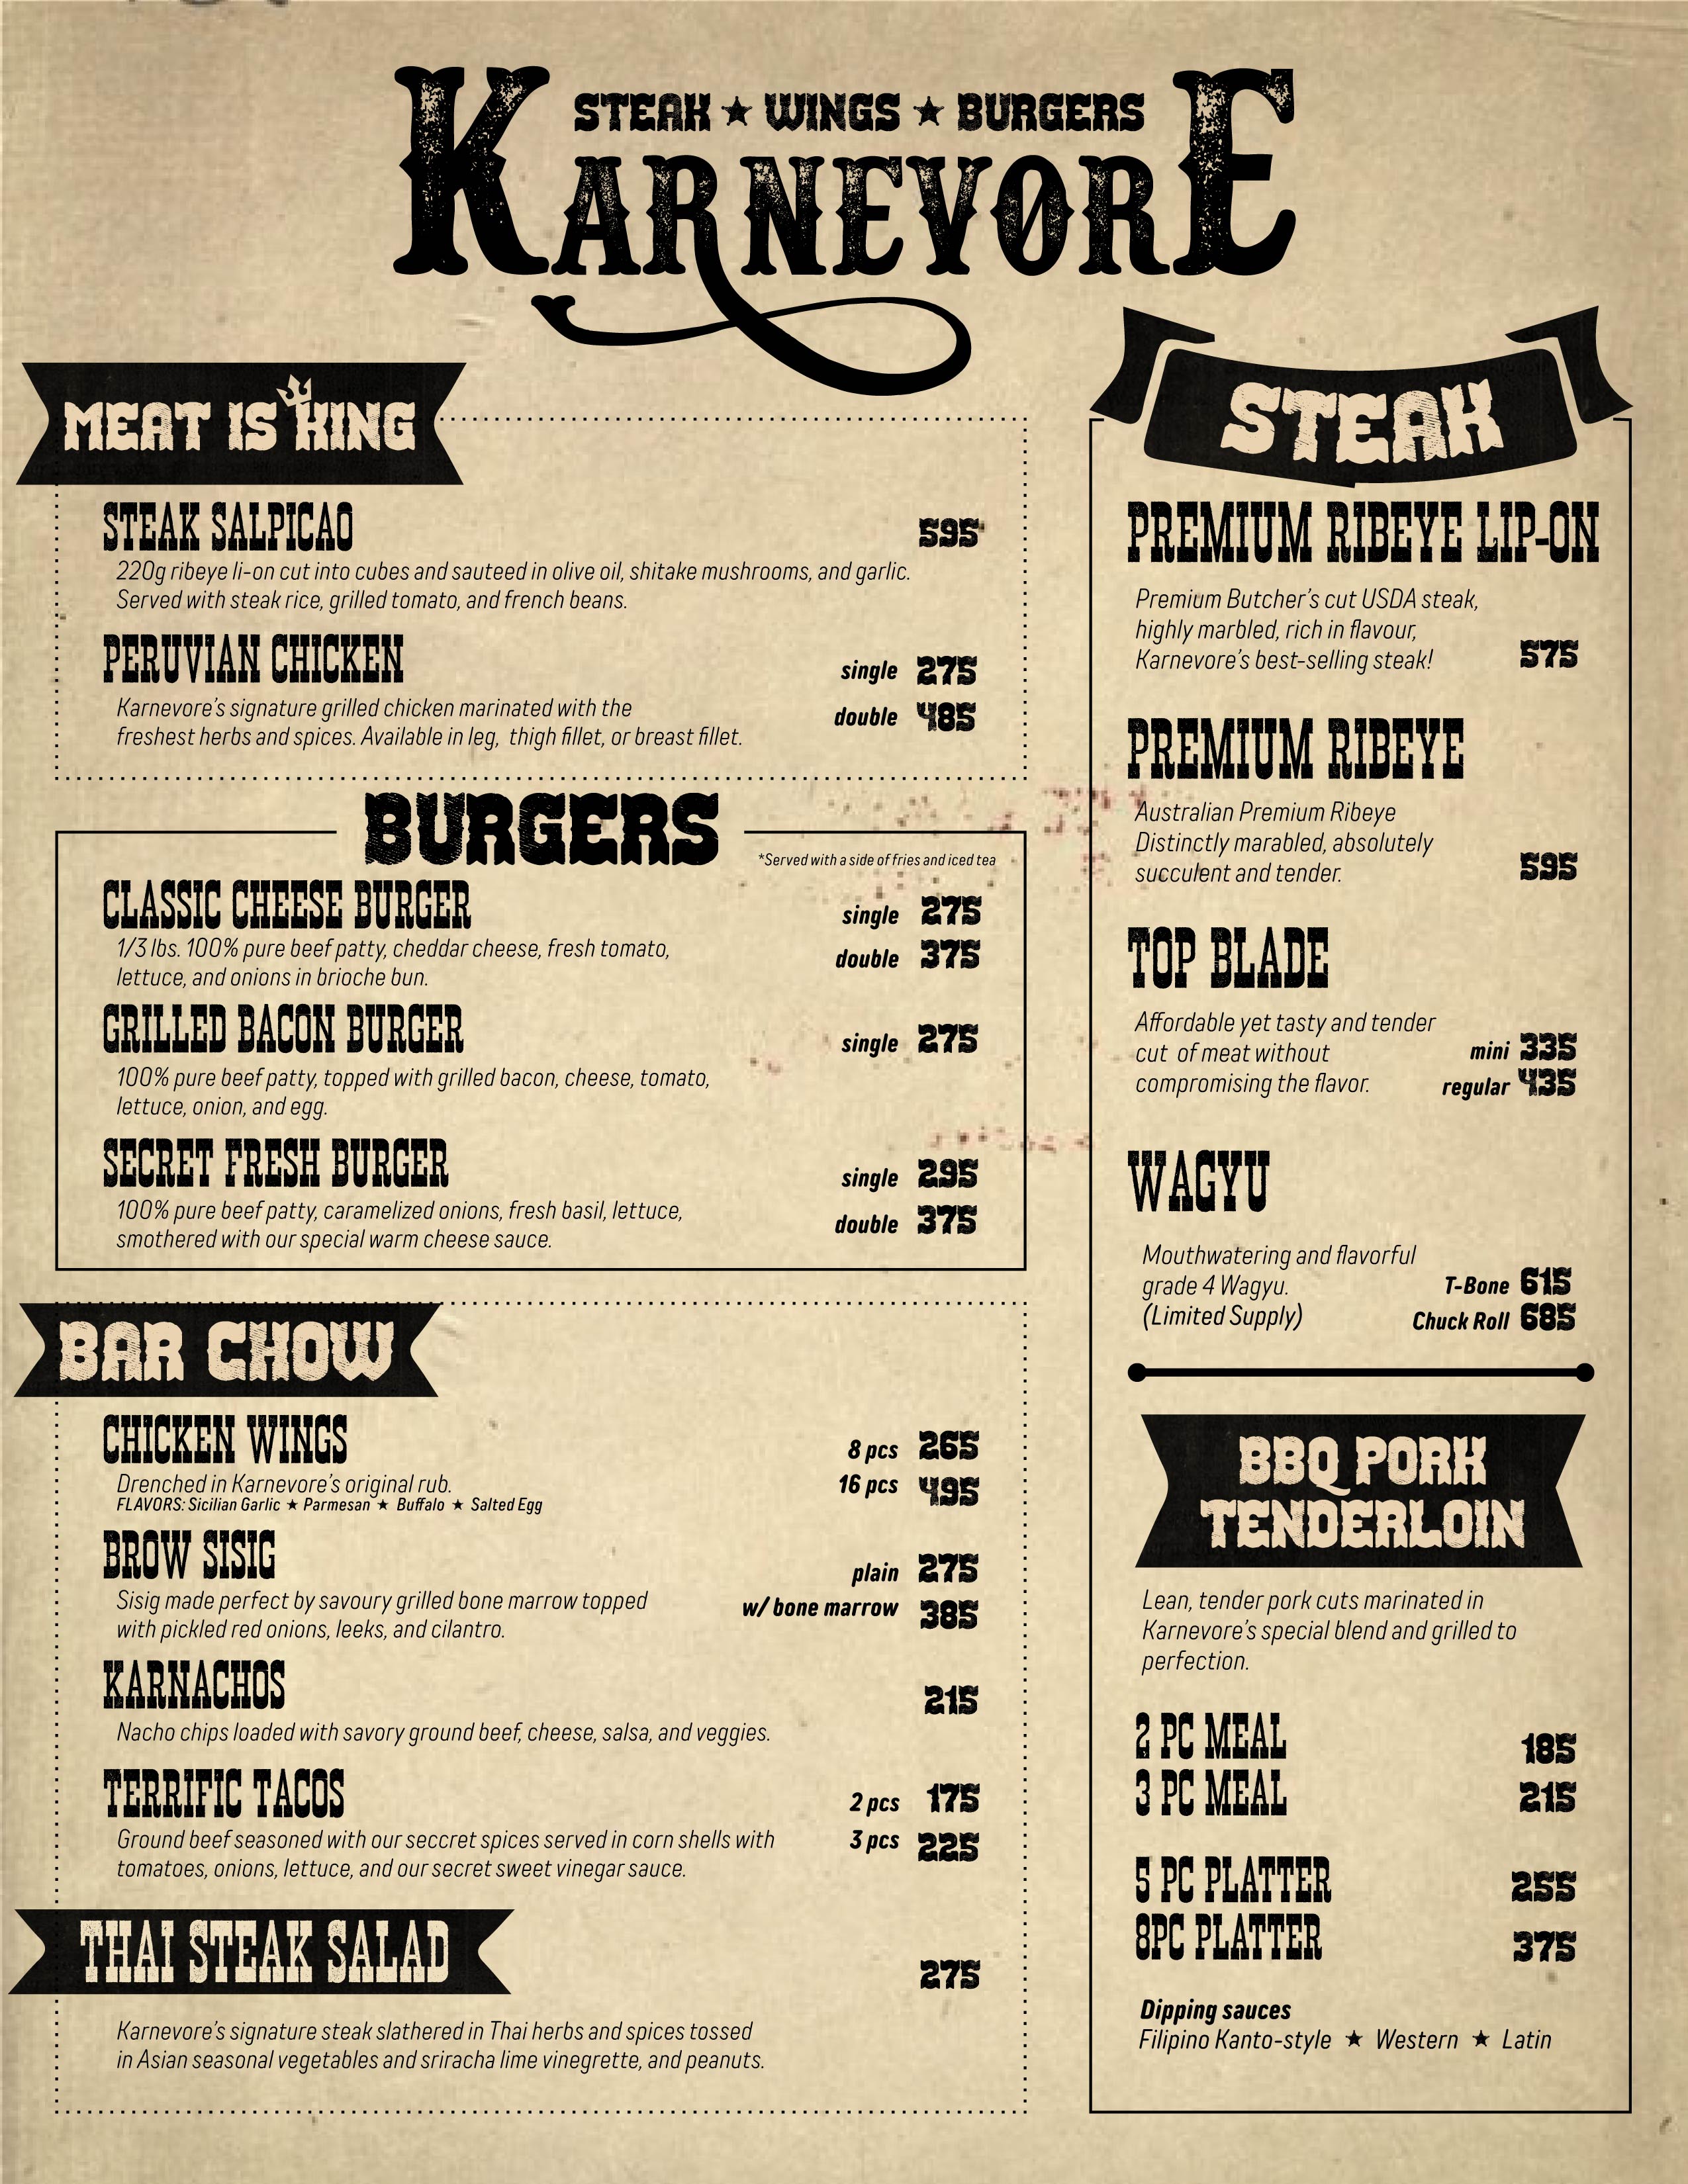 STEAK ★ WINGS ★ BURGERS
KARNEVORE
MEAT IS KING
STEAK SALPICAO 595
220g ribeye li-on cut into cubes and sauteed in olive oil, shitake mushrooms, and garlic.
Served with steak rice, grilled tomato, and french beans.
PERUVIAN CHICKEN
single 275
Karnevore's signature grilled chicken marinated with the
double 485
freshest herbs and spices. Available in leg, thigh fillet, or breast fillet.
BURGERS
*Served with a side of fries and iced tea
CLASSIC CHEESE BURGER
single 275
1/3 lbs. 100% pure beef patty, cheddar cheese, fresh tomato,
double 375
lettuce, and onions in brioche bun.
GRILLED BACON BURGER
single 275
100% pure beef patty, topped with grilled bacon, cheese, tomato,
lettuce, onion, and egg.
SECRET FRESH BURGER
single 295
100% pure beef patty, caramelized onions, fresh basil, lettuce,
double 375
smothered with our special warm cheese sauce.
BAR CHOW
CHICKEN WINGS
8 pcs 265
Drenched in Karnevore's original rub.
16 pcs 495
FLAVORS: Sicilian Garlic ★ Parmesan ★ Buffalo ★ Salted Egg
BROW SISIG
plain 275
Sisig made perfect by savoury grilled bone marrow topped
w/ bone marrow 385
with pickled red onions, leeks, and cilantro.
KARNACHOS
215
Nacho chips loaded with savory ground beef, cheese, salsa, and veggies.
TERRIFIC TACOS
2 pcs 175
Ground beef seasoned with our seccret spices served in corn shells with
3 pcs 225
tomatoes, onions, lettuce, and our secret sweet vinegar sauce.
THAI STEAK SALAD
275
Karnevore's signature steak slathered in Thai herbs and spices tossed
in Asian seasonal vegetables and sriracha lime vinegrette, and peanuts.
STEAK
PREMIUM RIBEYE LIP-ON
Premium Butcher's cut USDA steak,
highly marbled, rich in flavour,
Karnevore's best-selling steak! 575
PREMIUM RIBEYE
Australian Premium Ribeye
Distinctly marabled, absolutely
succulent and tender. 595
TOP BLADE
Affordable yet tasty and tender
cut of meat without mini 335
compromising the flavor. regular 435
WAGYU
Mouthwatering and flavorful
grade 4 Wagyu. T-Bone 615
(Limited Supply) Chuck Roll 685
BBQ PORK
TENDERLOIN
Lean, tender pork cuts marinated in
Karnevore's special blend and grilled to
perfection.
2 PC MEAL 185
3 PC MEAL 215
5 PC PLATTER 255
8PC PLATTER 375
Dipping sauces
Filipino Kanto-style ★ Western ★ Latin